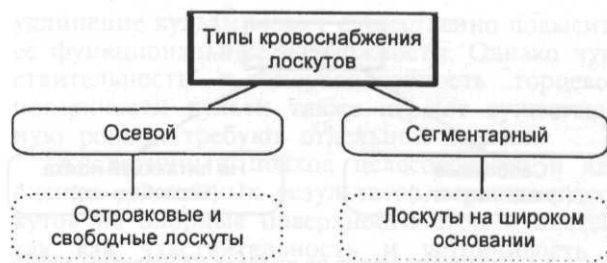 Типы кровоснабжения
лоскутов
Осевой
Сегментарный
Островковые и
свободные лоскуты
Лоскуты на широком
основании